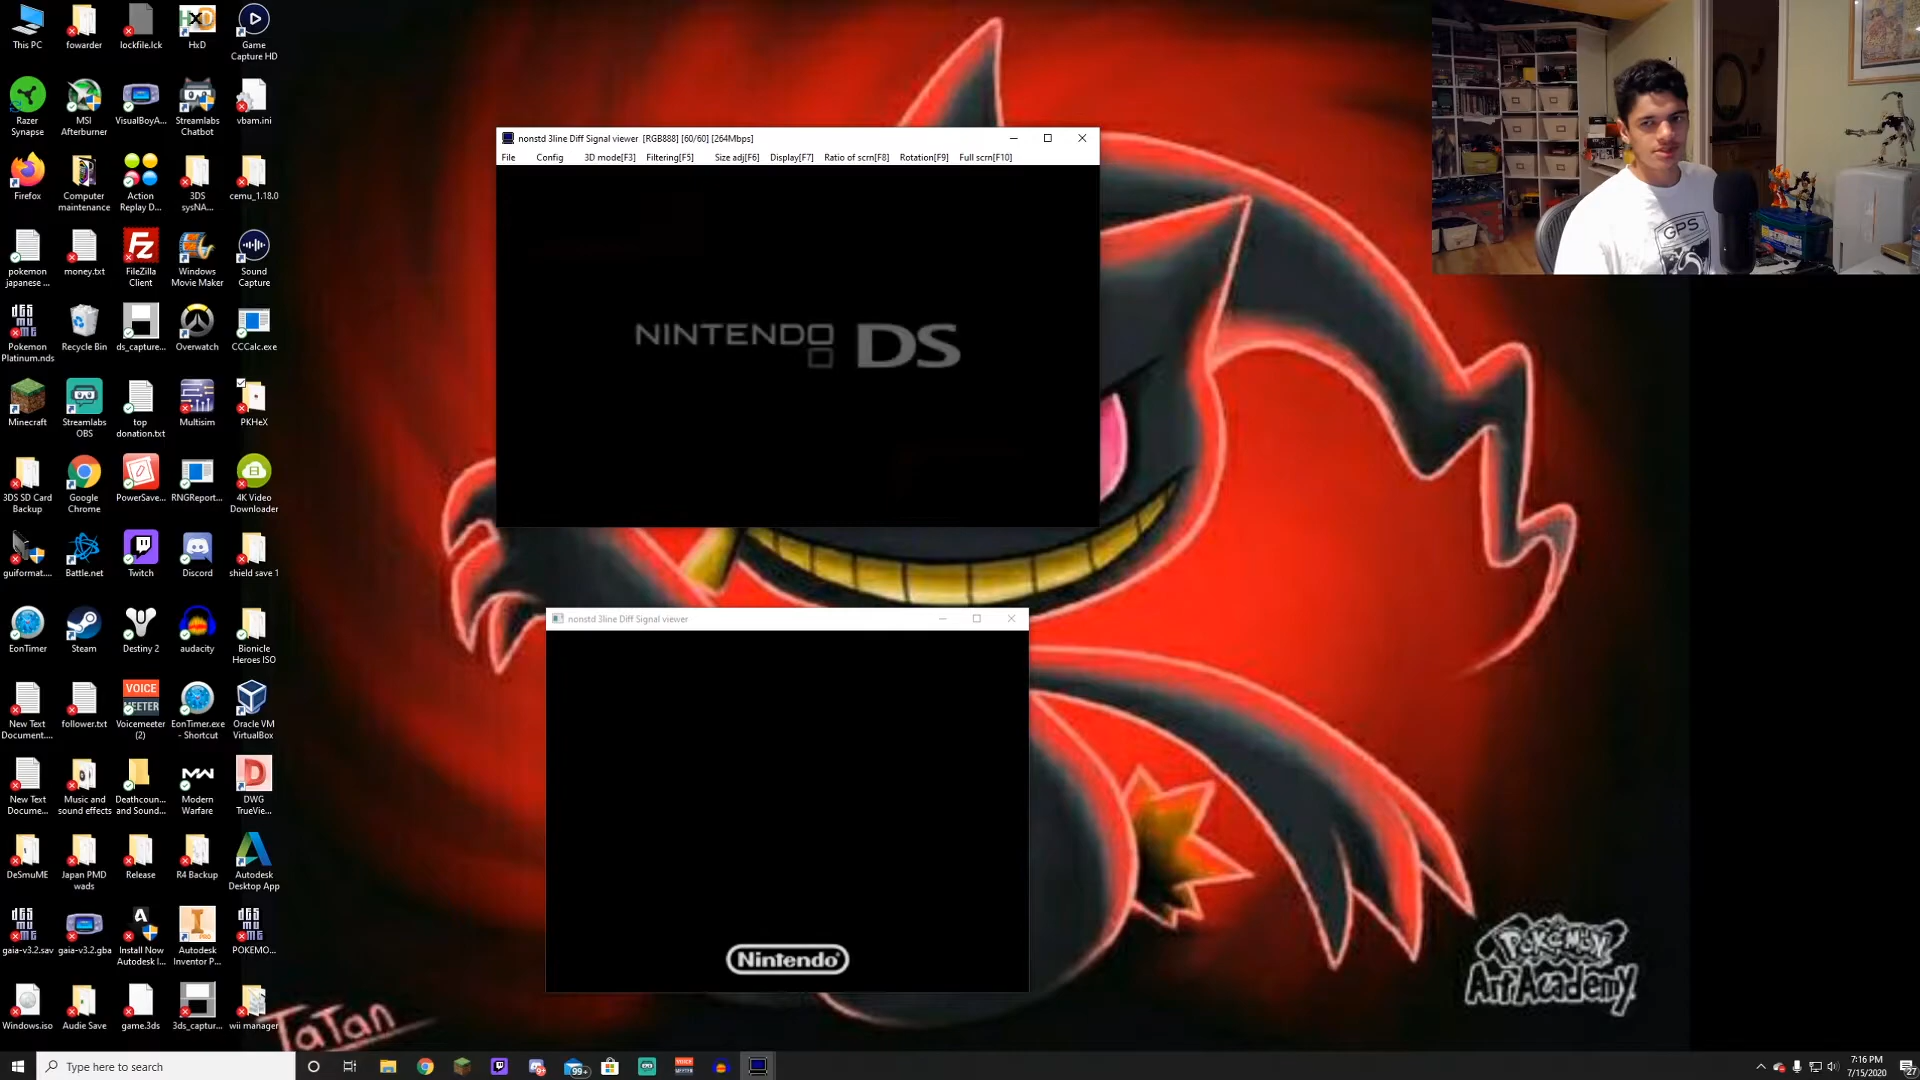 This PC
fowarder
lockfile.lck
HxD
Game
Capture HD
Razer
Synapse
MSI
Afterburner
VisualBoyA...
Streamlabs
Chatbot
vbam.ini
Firefox
Computer
maintenance
Action
Replay D...
3DS
sysNA...
cemu_1.18.0
pokemon
japanese ...
money.txt
FileZilla
Client
Windows
Movie Maker
Sound
Capture
Pokemon
Platinum.nds
Recycle Bin
ds_capture...
Overwatch
CCCalc.exe
Minecraft
Streamlabs
OBS
top
donation.txt
Multisim
PKHeX
3DS SD Card
Backup
Google
Chrome
PowerSave...
RNGReport...
4K Video
Downloader
guiformat....
Battle.net
Twitch
Discord
shield save 1
EonTimer
Steam
Destiny 2
audacity
Bionicle
Heroes ISO
New Text
Document....
follower.txt
VOICE
MEETER
Voicemeeter
(2)
EonTimer.exe
- Shortcut
Oracle VM
VirtualBox
New Text
Docume...
Music and
sound effects
Deathcoun...
and Sound...
Modern
Warfare
DWG
TrueVie...
DeSmuME
Japan PMD
wads
Release
R4 Backup
Autodesk
Desktop App
gaia-v3.2.sav
gaia-v3.2.gba
Install Now
Autodesk I...
Autodesk
Inventor P...
POKEMO...
Windows.iso
Audie Save
game.3ds
3ds_captur...
wii manager
nonstd 3line Diff Signal viewer [RGB888] [60/60] [264Mbps]
File Config 3D mode[F3] Filtering[F5] Size adj[F6] Display[F7] Ratio of scrn[F8] Rotation[F9] Full scrn[F10]
NINTENDO DS
nonstd 3line Diff Signal viewer
Nintendo
GPS
POKéMON
Art Academy
TaTan
Type here to search
99+
7:16 PM
7/15/2020
27